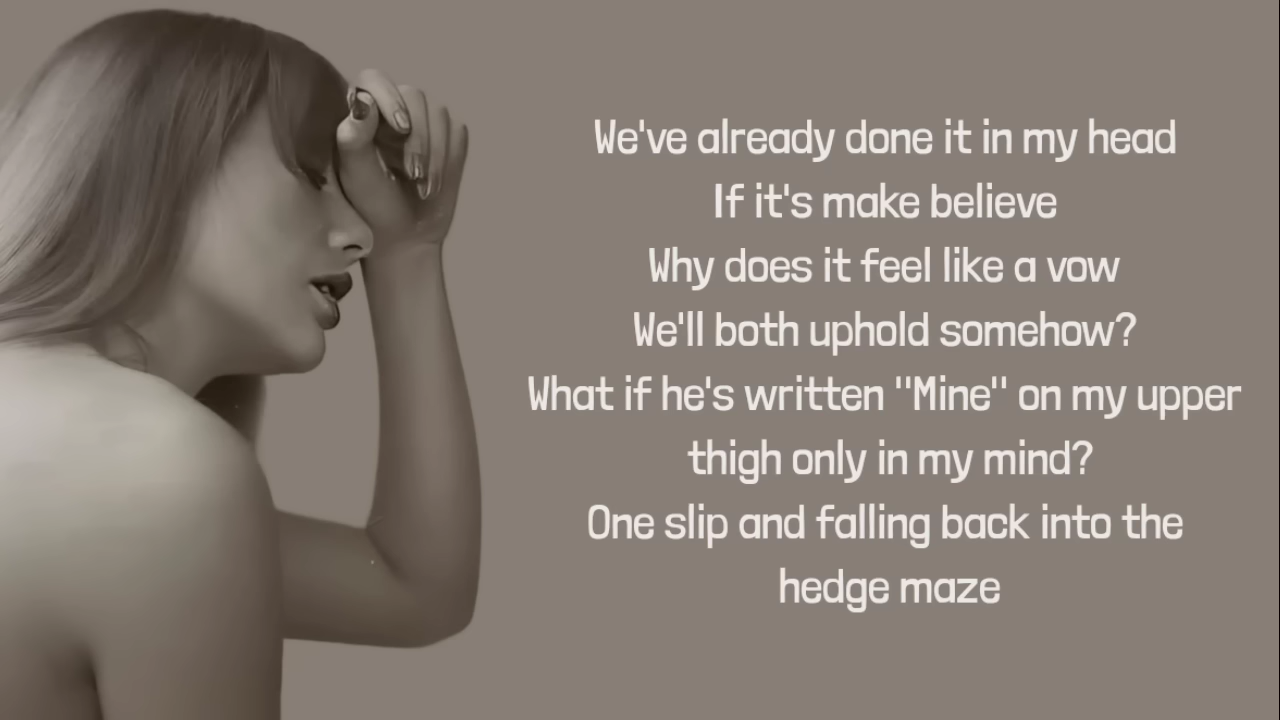 We've already done it in my head
If it's make believe
Why does it feel like a vow
We'll both uphold somehow?
What if he's written "Mine" on my upper
thigh only in my mind?
One slip and falling back into the
hedge maze